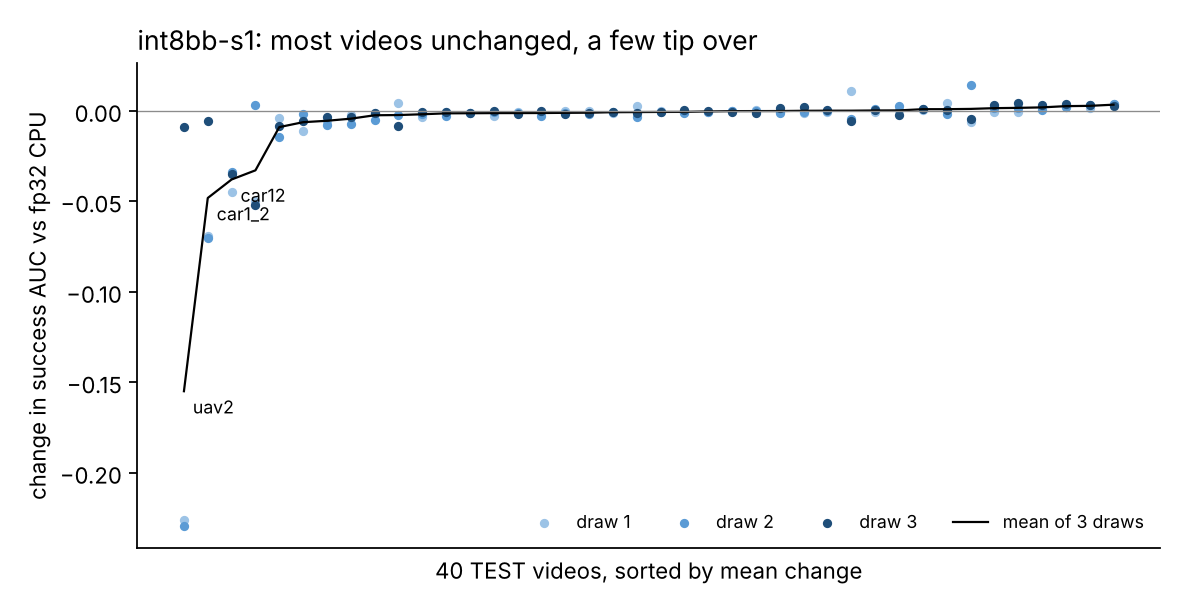 int8bb-s1: most videos unchanged, a few tip over
change in success AUC vs fp32 CPU
0.00
−0.05
−0.10
−0.15
−0.20
car12
car1_2
uav2
draw 1
draw 2
draw 3
mean of 3 draws
40 TEST videos, sorted by mean change